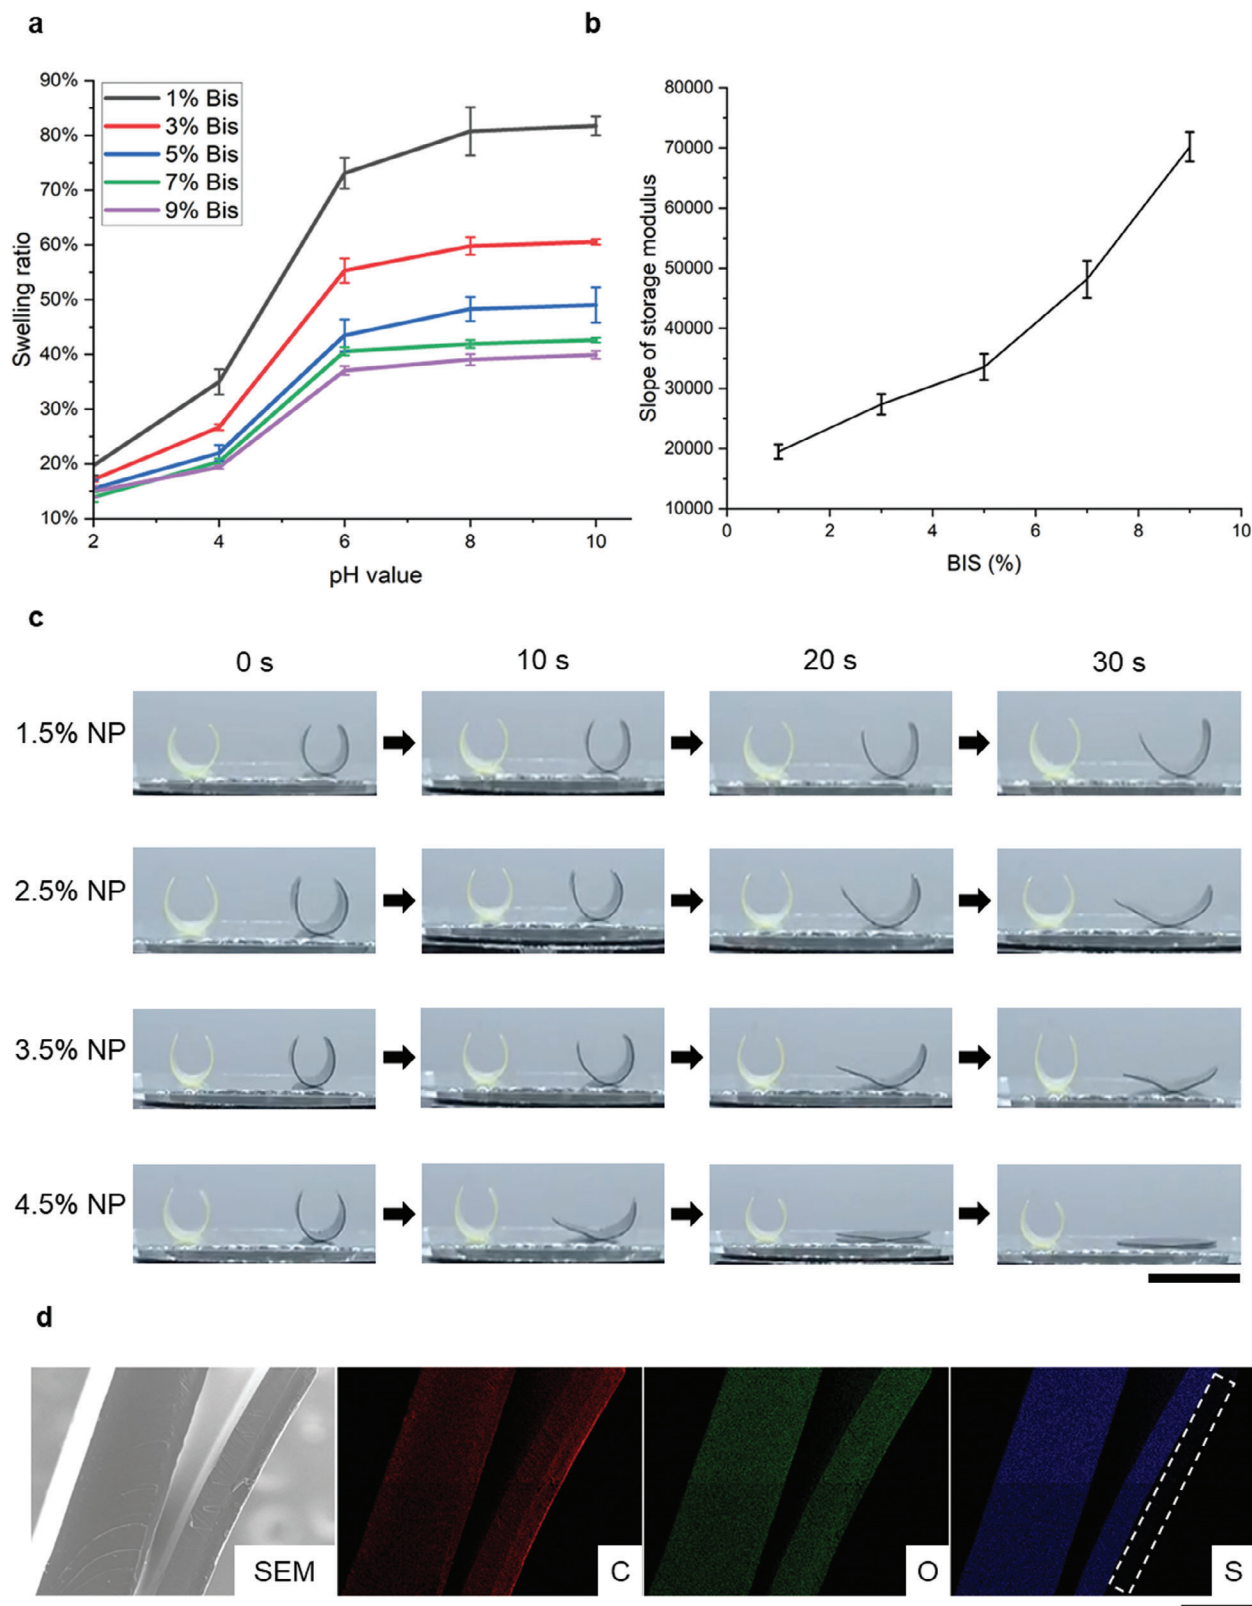 a
90%
80%
70%
60%
50%
40%
30%
20%
10%
2 4 6 8 10
Swelling ratio
pH value
1% Bis
3% Bis
5% Bis
7% Bis
9% Bis
b
80000
70000
60000
50000
40000
30000
20000
10000
0 2 4 6 8 10
Slope of storage modulus
BIS (%)
c
0 s 10 s 20 s 30 s
1.5% NP
2.5% NP
3.5% NP
4.5% NP
d
SEM C O S